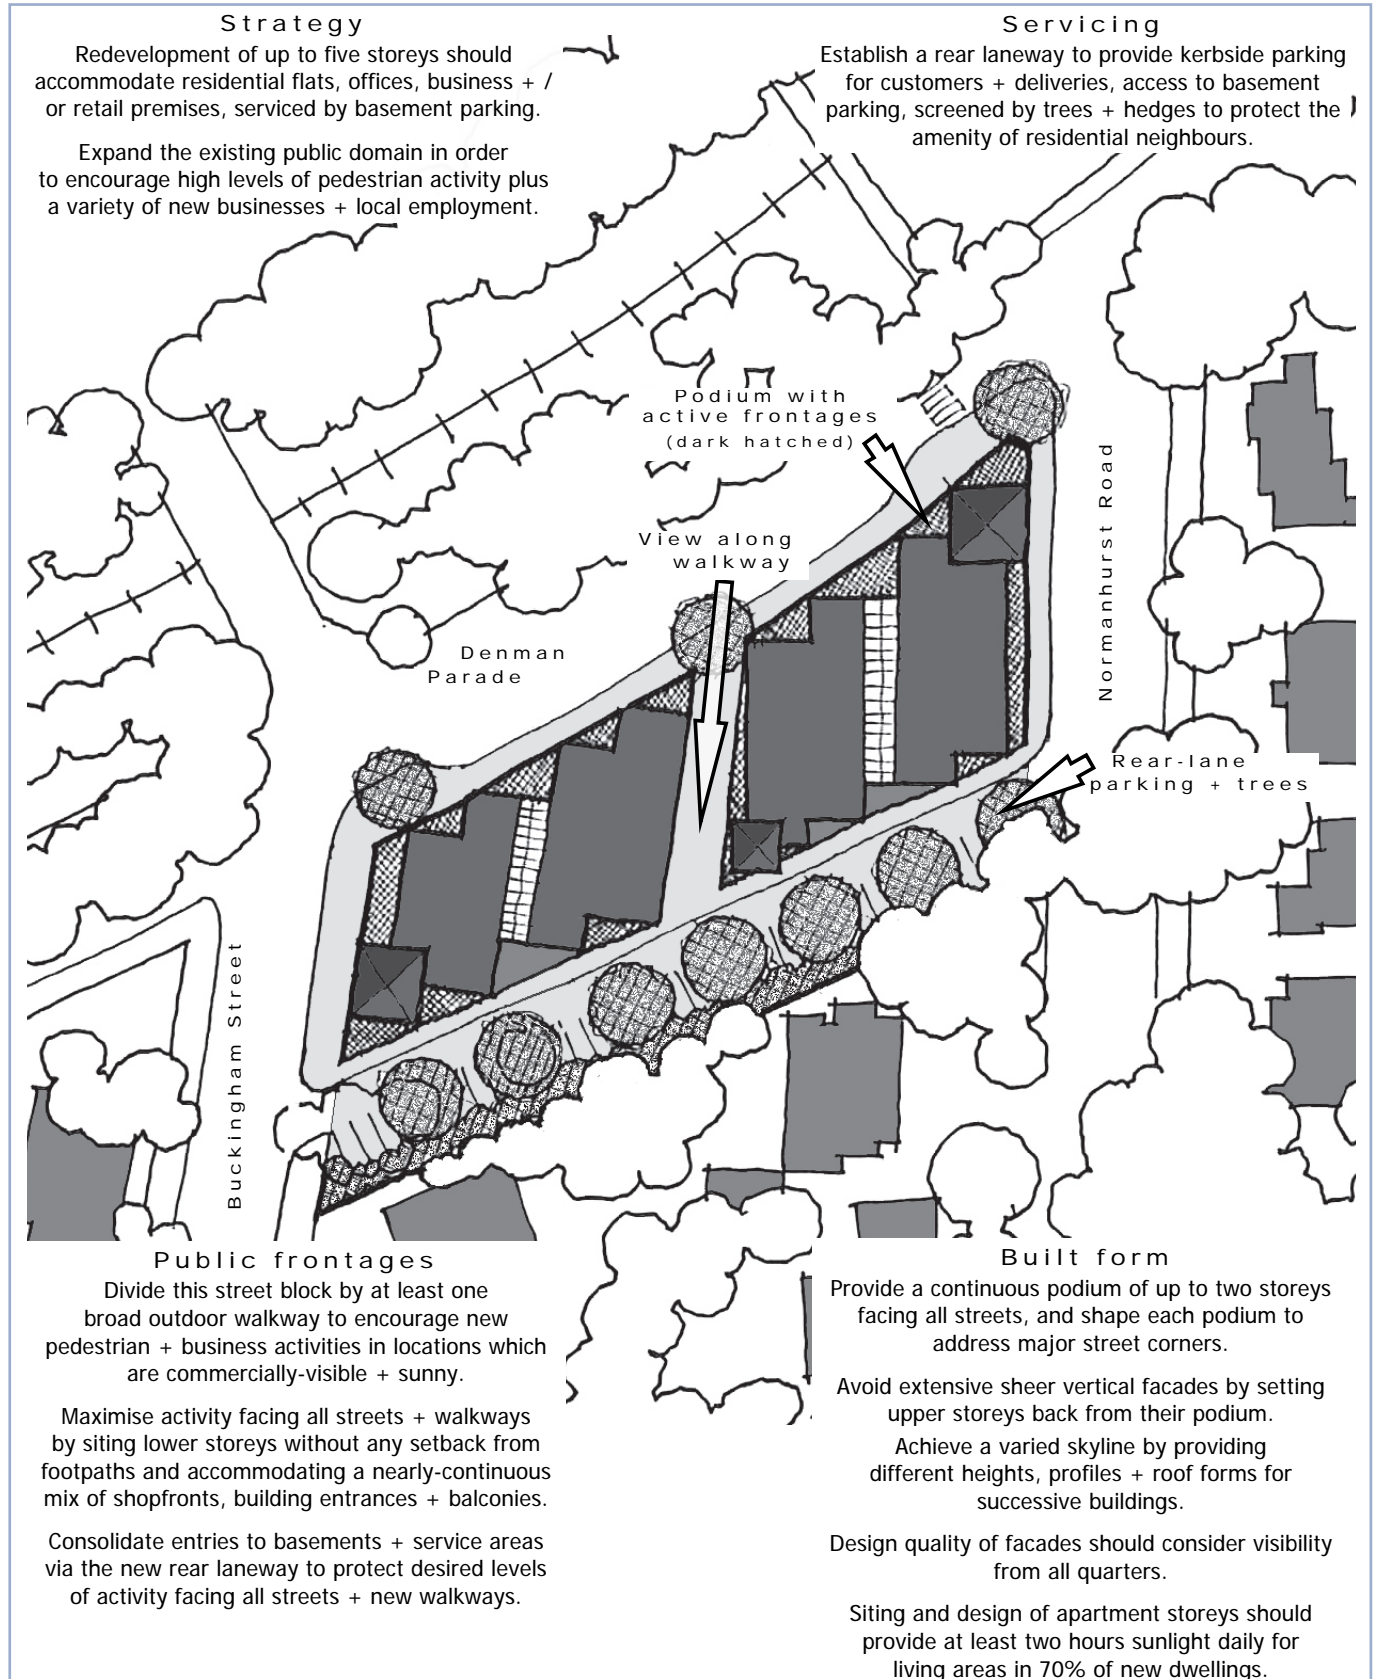 Strategy
Redevelopment of up to five storeys should
accommodate residential flats, offices, business + /
or retail premises, serviced by basement parking.
Expand the existing public domain in order
to encourage high levels of pedestrian activity plus
a variety of new businesses + local employment.
Servicing
Establish a rear laneway to provide kerbside parking
for customers + deliveries, access to basement
parking, screened by trees + hedges to protect the
amenity of residential neighbours.
Podium with
active frontages
(dark hatched)
View along
walkway
Denman
Parade
Normanhurst Road
Rear-lane
parking + trees
Buckingham Street
Public frontages
Divide this street block by at least one
broad outdoor walkway to encourage new
pedestrian + business activities in locations which
are commercially-visible + sunny.
Maximise activity facing all streets + walkways
by siting lower storeys without any setback from
footpaths and accommodating a nearly-continuous
mix of shopfronts, building entrances + balconies.
Consolidate entries to basements + service areas
via the new rear laneway to protect desired levels
of activity facing all streets + new walkways.
Built form
Provide a continuous podium of up to two storeys
facing all streets, and shape each podium to
address major street corners.
Avoid extensive sheer vertical facades by setting
upper storeys back from their podium.
Achieve a varied skyline by providing
different heights, profiles + roof forms for
successive buildings.
Design quality of facades should consider visibility
from all quarters.
Siting and design of apartment storeys should
provide at least two hours sunlight daily for
living areas in 70% of new dwellings.